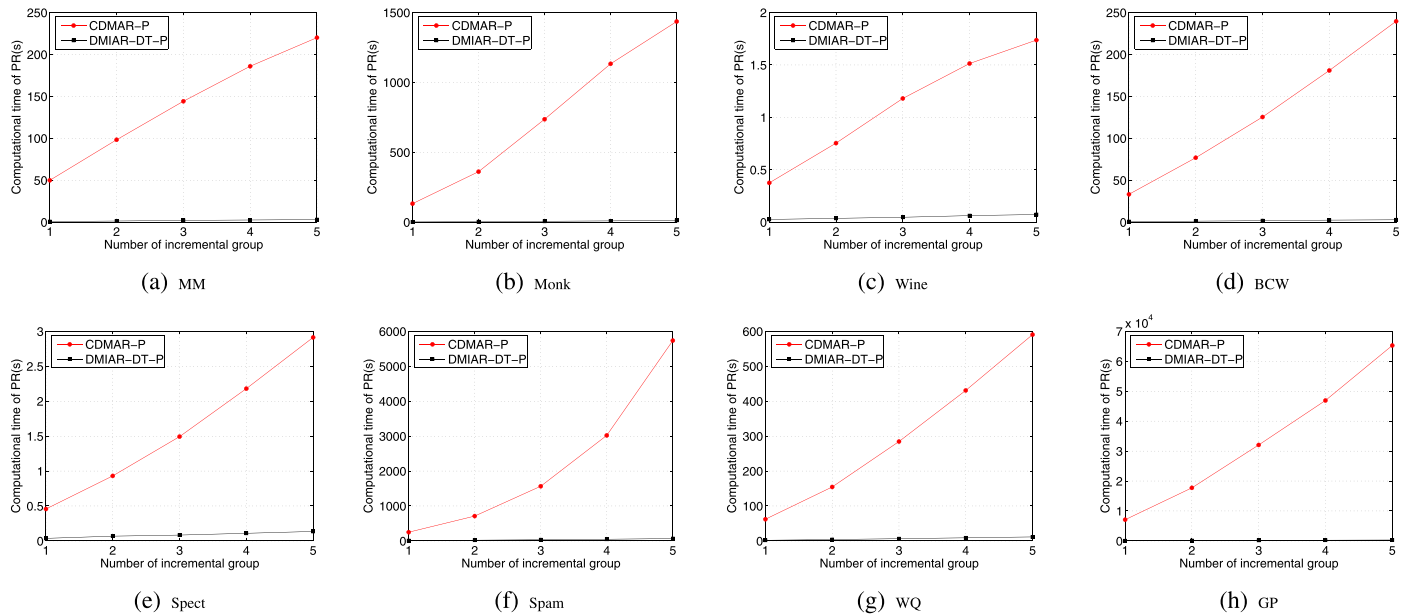 250
200
150
100
50
0
Computational time of PR(s)
CDMAR−P
DMIAR−DT−P
1 2 3 4 5
Number of incremental group
(a) MM
1500
1000
500
0
Computational time of PR(s)
CDMAR−P
DMIAR−DT−P
1 2 3 4 5
Number of incremental group
(b) Monk
2
1.5
1
0.5
0
Computational time of PR(s)
CDMAR−P
DMIAR−DT−P
1 2 3 4 5
Number of incremental group
(c) Wine
250
200
150
100
50
0
Computational time of PR(s)
CDMAR−P
DMIAR−DT−P
1 2 3 4 5
Number of incremental group
(d) BCW
3
2.5
2
1.5
1
0.5
0
Computational time of PR(s)
CDMAR−P
DMIAR−DT−P
1 2 3 4 5
Number of incremental group
(e) Spect
6000
5000
4000
3000
2000
1000
0
Computational time of PR(s)
CDMAR−P
DMIAR−DT−P
1 2 3 4 5
Number of incremental group
(f) Spam
600
500
400
300
200
100
0
Computational time of PR(s)
CDMAR−P
DMIAR−DT−P
1 2 3 4 5
Number of incremental group
(g) WQ
x 10⁴
7
6
5
4
3
2
1
0
Computational time of PR(s)
CDMAR−P
DMIAR−DT−P
1 2 3 4 5
Number of incremental group
(h) GP